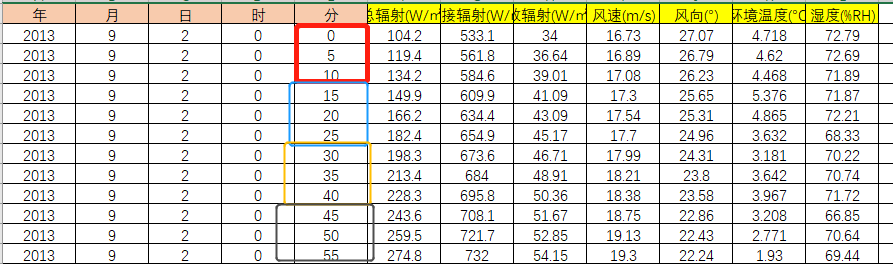 年 月 日 时 分 总辐射(W/㎡ 接辐射(W/ 散辐射(W/㎡ 风速(m/s) 风向(°) 环境温度(°C 湿度(%RH)
2013 9 2 0 0 104.2 533.1 34 16.73 27.07 4.718 72.79
2013 9 2 0 5 119.4 561.8 36.64 16.89 26.79 4.62 72.69
2013 9 2 0 10 134.2 584.6 39.01 17.08 26.23 4.468 71.89
2013 9 2 0 15 149.9 609.9 41.09 17.3 25.65 5.376 71.87
2013 9 2 0 20 166.2 634.4 43.09 17.54 25.31 4.865 72.21
2013 9 2 0 25 182.4 654.9 45.17 17.7 24.96 3.632 68.33
2013 9 2 0 30 198.3 673.6 46.71 17.99 24.31 3.181 70.22
2013 9 2 0 35 213.4 684 48.91 18.21 23.8 3.642 70.74
2013 9 2 0 40 228.3 695.8 50.36 18.38 23.58 3.967 71.72
2013 9 2 0 45 243.6 708.1 51.67 18.75 22.86 3.208 66.85
2013 9 2 0 50 259.5 721.7 52.85 19.13 22.43 2.771 70.64
2013 9 2 0 55 274.8 732 54.15 19.3 22.24 1.93 69.44